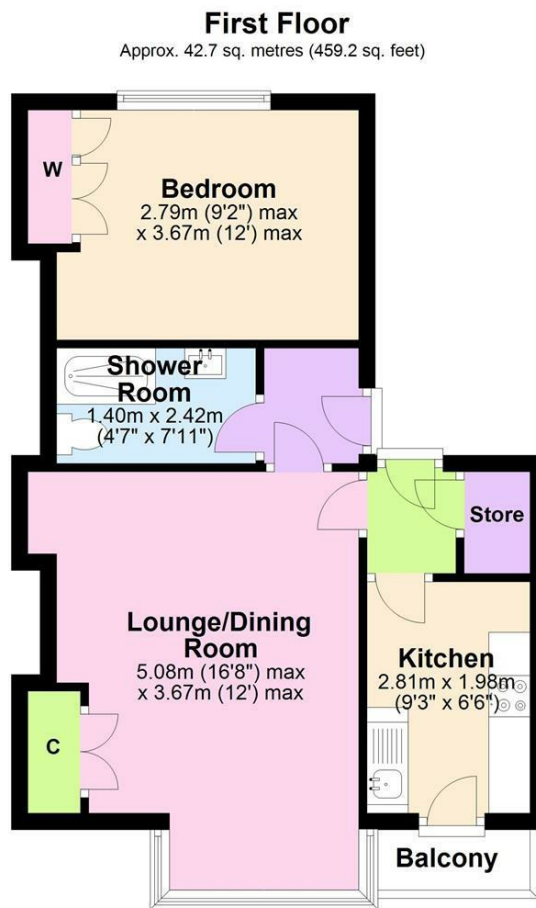 First Floor
Approx. 42.7 sq. metres (459.2 sq. feet)
W
Bedroom
2.79m (9'2") max
x 3.67m (12') max
Shower
Room
1.40m x 2.42m
(4'7" x 7'11")
Store
Lounge/Dining
Room
5.08m (16'8") max
x 3.67m (12') max
Kitchen
2.81m x 1.98m
(9'3" x 6'6")
C
Balcony